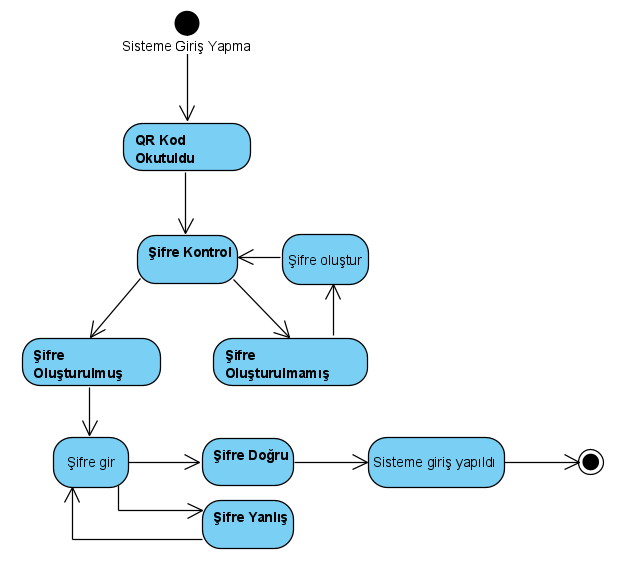 Sisteme Giriş Yapma
QR Kod
Okutuldu
Şifre Kontrol
Şifre oluştur
Şifre
Oluşturulmuş
Şifre
Oluşturulmamış
Şifre gir
Şifre Doğru
Sisteme giriş yapıldı
Şifre Yanlış